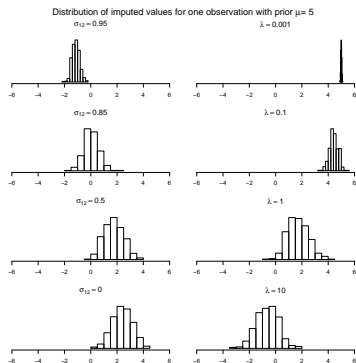 Distribution of imputed values for one observation with prior μ= 5
σ12 = 0.95
λ = 0.001
−6 −4 −2 0 2 4 6
−6 −4 −2 0 2 4 6
σ12 = 0.85
λ = 0.1
−6 −4 −2 0 2 4 6
−6 −4 −2 0 2 4 6
σ12 = 0.5
λ = 1
−6 −4 −2 0 2 4 6
−6 −4 −2 0 2 4 6
σ12 = 0
λ = 10
−6 −4 −2 0 2 4 6
−6 −4 −2 0 2 4 6